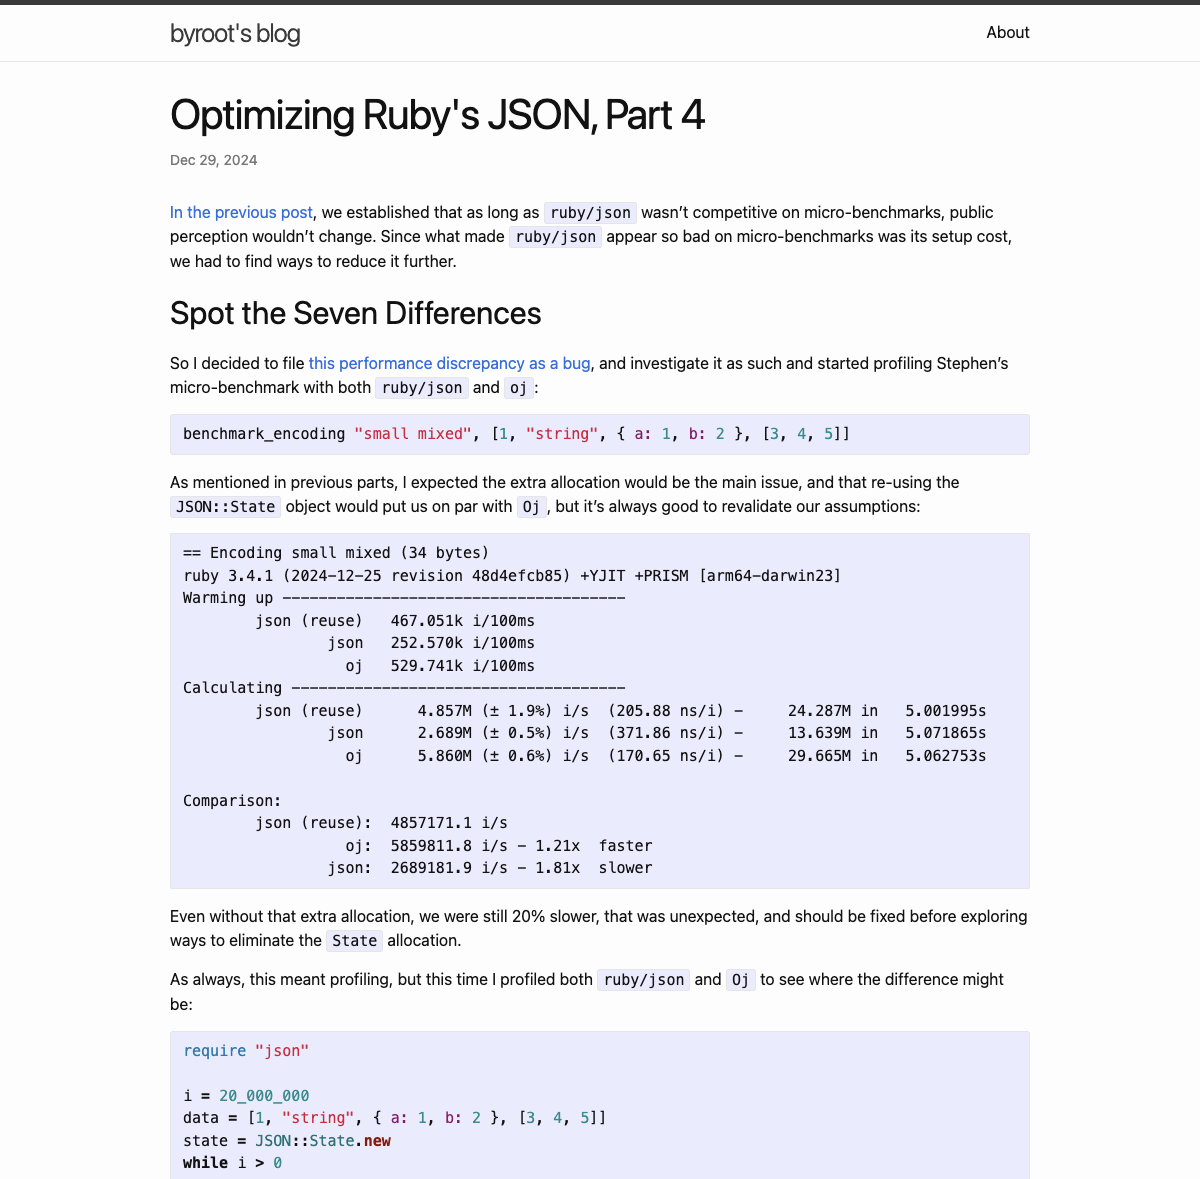 byroot's blog
About
Optimizing Ruby's JSON, Part 4
Dec 29, 2024
In the previous post, we established that as long as ruby/json wasn’t competitive on micro-benchmarks, public
perception wouldn’t change. Since what made ruby/json appear so bad on micro-benchmarks was its setup cost,
we had to find ways to reduce it further.
Spot the Seven Differences
So I decided to file this performance discrepancy as a bug, and investigate it as such and started profiling Stephen’s
micro-benchmark with both ruby/json and oj:
benchmark_encoding "small mixed", [1, "string", { a: 1, b: 2 }, [3, 4, 5]]
As mentioned in previous parts, I expected the extra allocation would be the main issue, and that re-using the
JSON::State object would put us on par with Oj, but it’s always good to revalidate our assumptions:
== Encoding small mixed (34 bytes)
ruby 3.4.1 (2024-12-25 revision 48d4efcb85) +YJIT +PRISM [arm64-darwin23]
Warming up --------------------------------------
        json (reuse)   467.051k i/100ms
                json   252.570k i/100ms
                  oj   529.741k i/100ms
Calculating -------------------------------------
        json (reuse)      4.857M (± 1.9%) i/s  (205.88 ns/i) -     24.287M in   5.001995s
                json      2.689M (± 0.5%) i/s  (371.86 ns/i) -     13.639M in   5.071865s
                  oj      5.860M (± 0.6%) i/s  (170.65 ns/i) -     29.665M in   5.062753s
Comparison:
        json (reuse):  4857171.1 i/s
                  oj:  5859811.8 i/s - 1.21x  faster
                json:  2689181.9 i/s - 1.81x  slower
Even without that extra allocation, we were still 20% slower, that was unexpected, and should be fixed before exploring
ways to eliminate the State allocation.
As always, this meant profiling, but this time I profiled both ruby/json and Oj to see where the difference might
be:
require "json"
i = 20_000_000
data = [1, "string", { a: 1, b: 2 }, [3, 4, 5]]
state = JSON::State.new
while i > 0